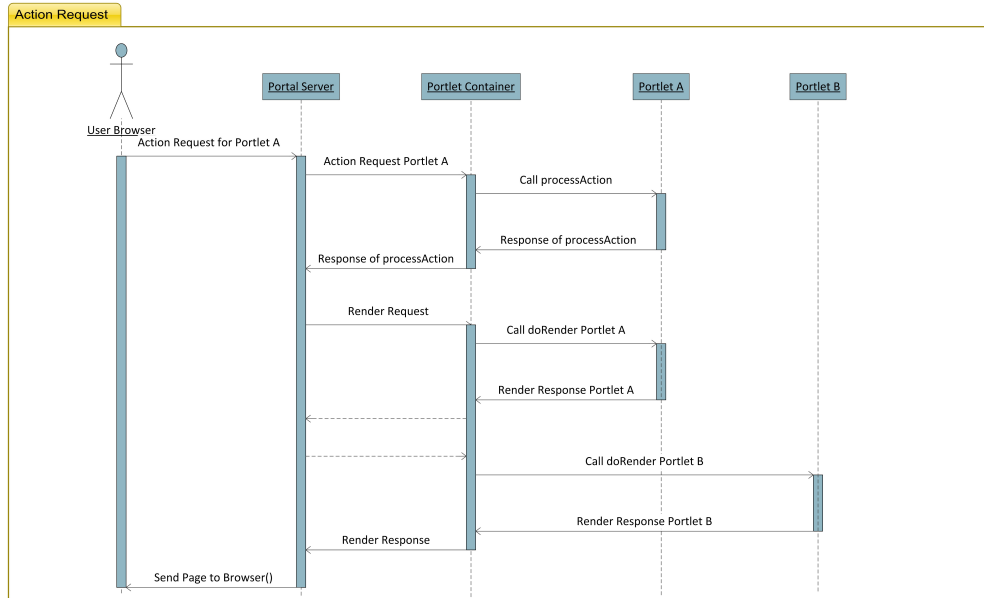 Action Request
Portal Server
Portlet Container
Portlet A
Portlet B
User Browser
Action Request for Portlet A
Action Request Portlet A
Call processAction
Response of processAction
Response of processAction
Render Request
Call doRender Portlet A
Render Response Portlet A
Call doRender Portlet B
Render Response Portlet B
Render Response
Send Page to Browser()